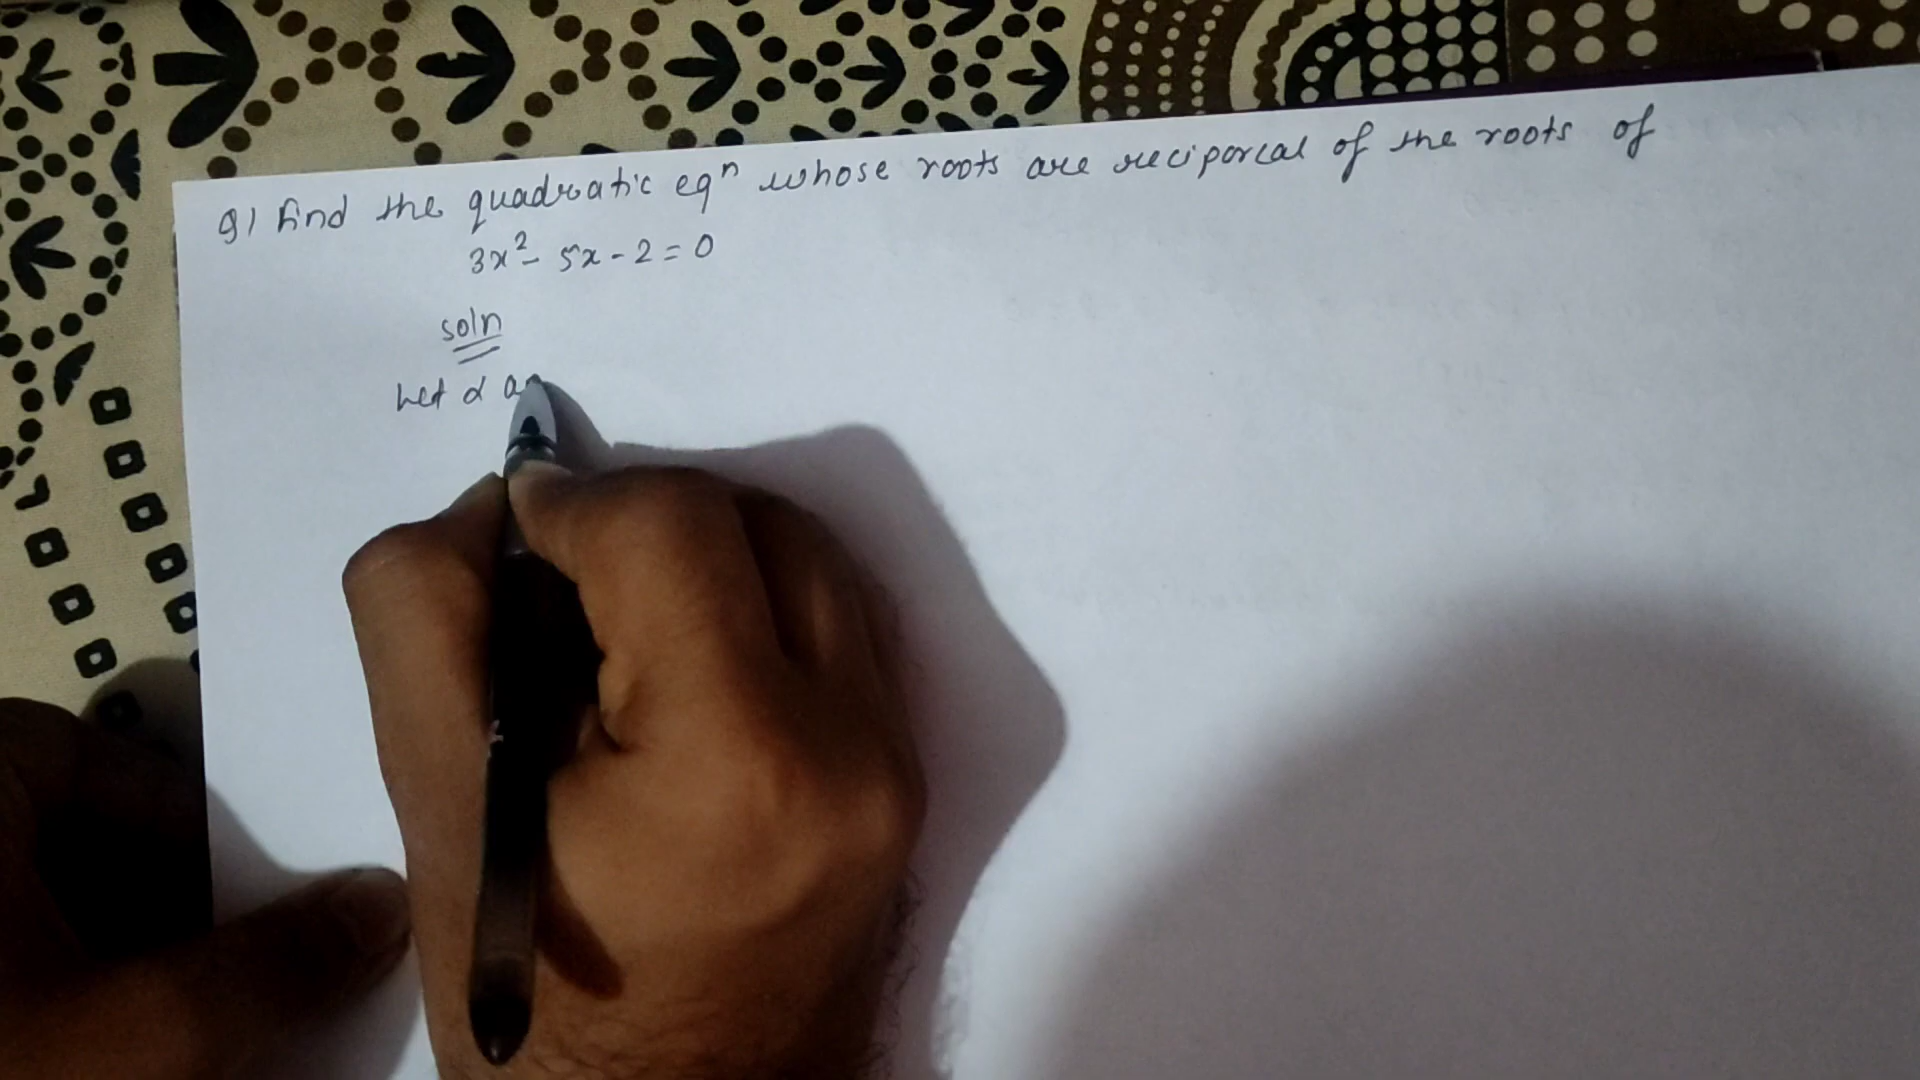 Q) find the quadratic eqⁿ whose roots are reciporcal of the roots of
3x² - 5x - 2 = 0
soln
Let α